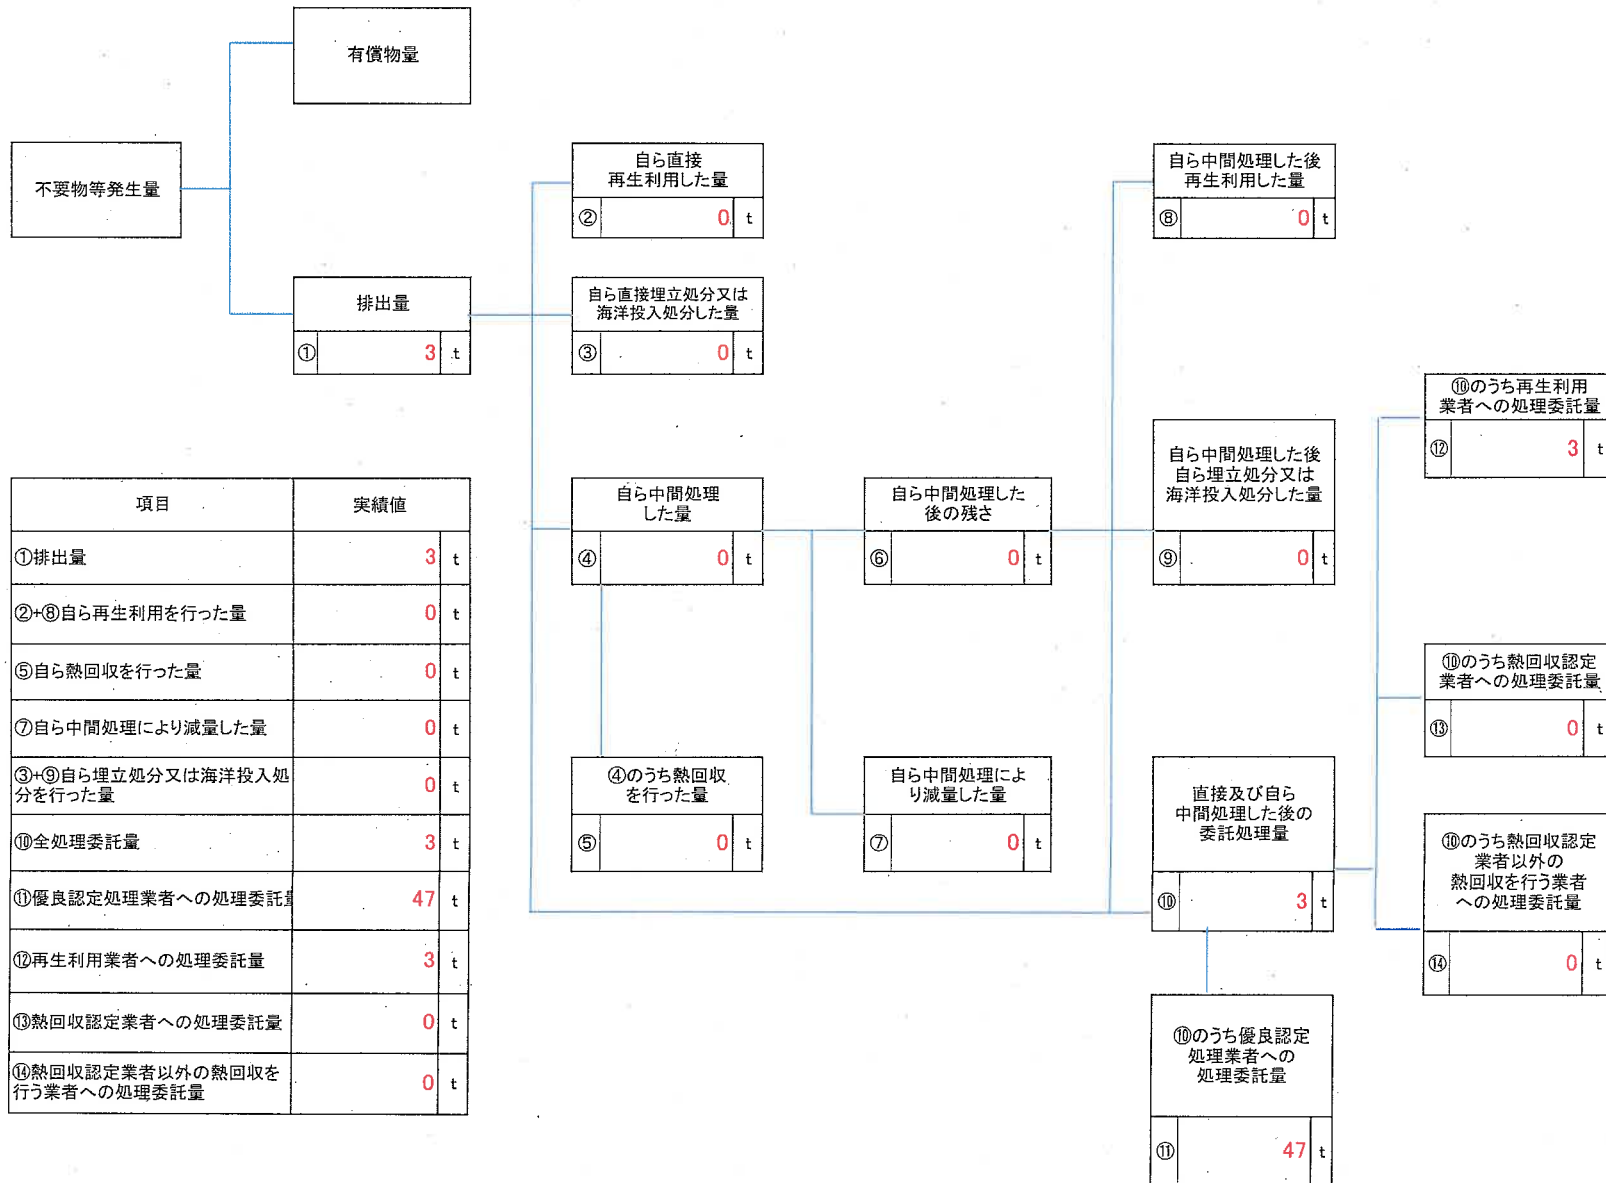 有償物量
不要物等発生量
排出量
① 3 t
自ら直接
再生利用した量
② 0 t
自ら直接埋立処分又は
海洋投入処分した量
③ 0 t
自ら中間処理
した量
④ 0 t
④のうち熱回収
を行った量
⑤ 0 t
自ら中間処理した
後の残さ
⑥ 0 t
自ら中間処理によ
り減量した量
⑦ 0 t
自ら中間処理した後
再生利用した量
⑧ 0 t
自ら中間処理した後
自ら埋立処分又は
海洋投入処分した量
⑨ 0 t
直接及び自ら
中間処理した後の
委託処理量
⑩ 3 t
⑩のうち優良認定
処理業者への
処理委託量
⑪ 47 t
⑩のうち再生利用
業者への処理委託量
⑫ 3 t
⑩のうち熱回収認定
業者への処理委託量
⑬ 0 t
⑩のうち熱回収認定
業者以外の
熱回収を行う業者
への処理委託量
⑭ 0 t
項目 実績値
①排出量 3 t
②+⑧自ら再生利用を行った量 0 t
⑤自ら熱回収を行った量 0 t
⑦自ら中間処理により減量した量 0 t
③+⑨自ら埋立処分又は海洋投入処
分を行った量 0 t
⑩全処理委託量 3 t
⑪優良認定処理業者への処理委託量 47 t
⑫再生利用業者への処理委託量 3 t
⑬熱回収認定業者への処理委託量 0 t
⑭熱回収認定業者以外の熱回収を
行う業者への処理委託量 0 t